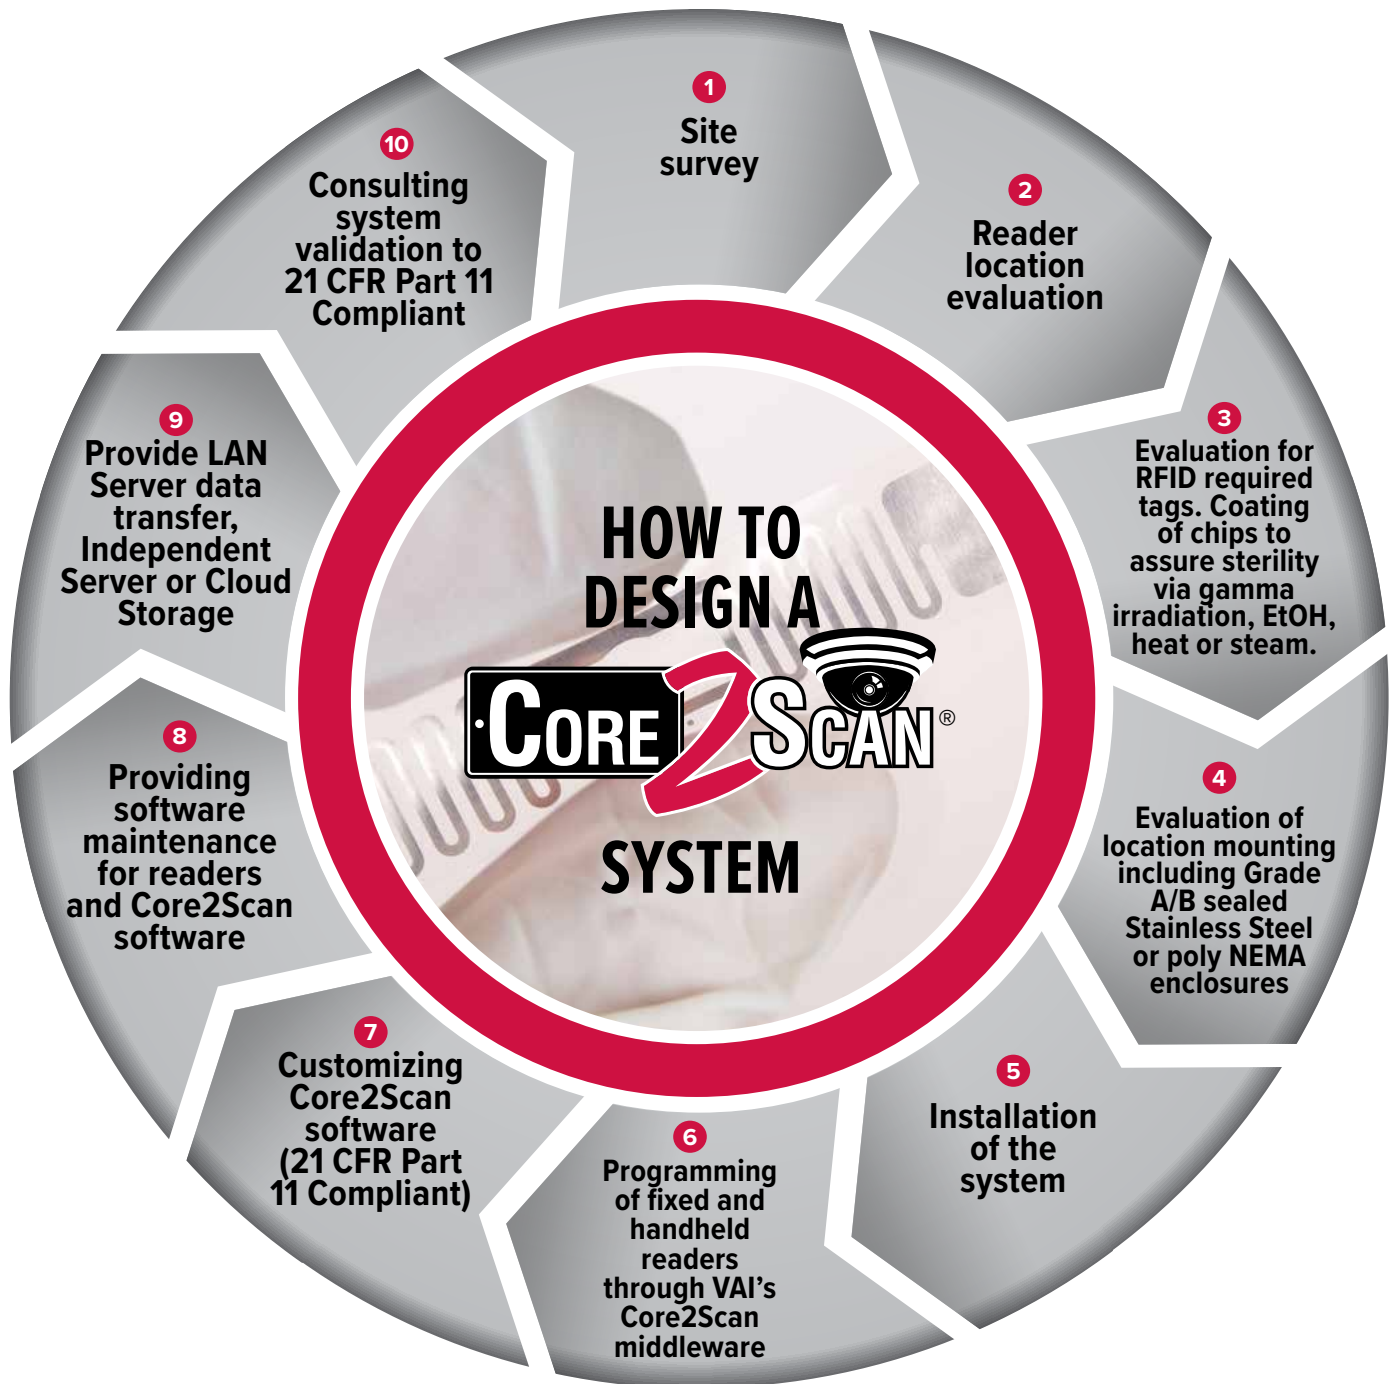 HOW TO
DESIGN A
CORE2SCAN®
SYSTEM
1
Site
survey
2
Reader
location
evaluation
3
Evaluation for
RFID required
tags. Coating
of chips to
assure sterility
via gamma
irradiation, EtOH,
heat or steam.
4
Evaluation of
location mounting
including Grade
A/B sealed
Stainless Steel
or poly NEMA
enclosures
5
Installation
of the
system
6
Programming
of fixed and
handheld
readers
through VAI’s
Core2Scan
middleware
7
Customizing
Core2Scan
software
(21 CFR Part
11 Compliant)
8
Providing
software
maintenance
for readers
and Core2Scan
software
9
Provide LAN
Server data
transfer,
Independent
Server or Cloud
Storage
10
Consulting
system
validation to
21 CFR Part 11
Compliant